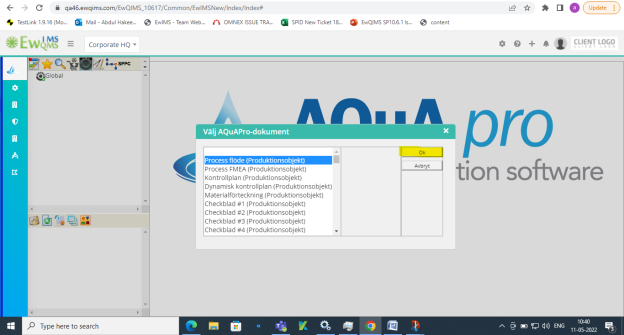 qa46.ewqims.com/EwQIMS_10617/Common/EwIMSNew/Index/Index#
Update
TestLink 1.9.16 (Mo...
Mail - Abdul Hakee...
EwIMS - Team Web...
OMNEX ISSUE TRA...
SPID New Ticket 18...
EwQIMS SP10.6.1 Is...
content
EwIMS
QMS
Corporate HQ
CLIENT LOGO
SPPC
Global
AQuA pro
tion software
Välj AQuAPro-dokument
×
Process flöde (Produktionsobjekt)
Process FMEA (Produktionsobjekt)
Kontrollplan (Produktionsobjekt)
Dynamisk kontrollplan (Produktionsobjekt)
Materialförteckning (Produktionsobjekt)
Checkblad #1 (Produktionsobjekt)
Checkblad #2 (Produktionsobjekt)
Checkblad #3 (Produktionsobjekt)
Checkblad #4 (Produktionsobjekt)
Ok
Avbryt
Type here to search
ENG
10:40
11-05-2022